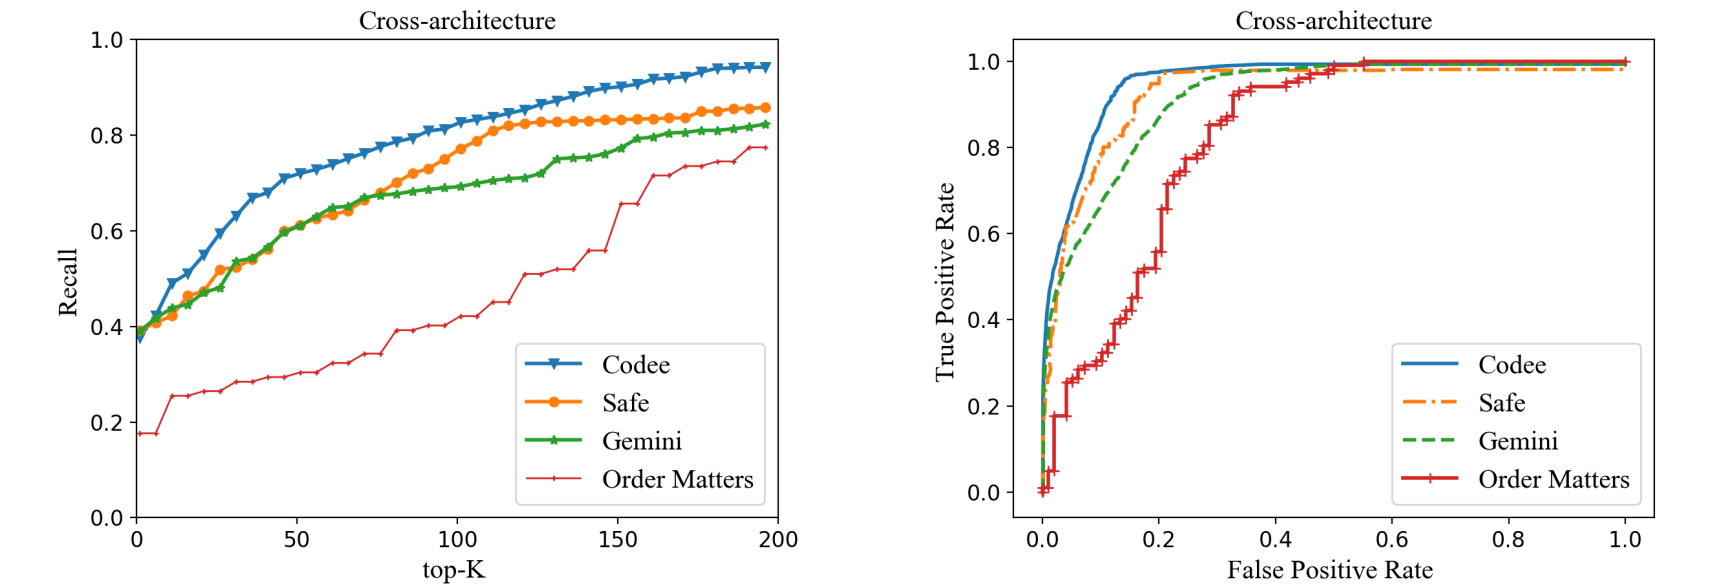 Cross-architecture
1.0
0.8
0.6
0.4
0.2
0.0
Recall
0
50
100
150
200
top-K
Codee
Safe
Gemini
Order Matters
Cross-architecture
1.0
0.8
0.6
0.4
0.2
0.0
True Positive Rate
0.0
0.2
0.4
0.6
0.8
1.0
False Positive Rate
Codee
Safe
Gemini
Order Matters